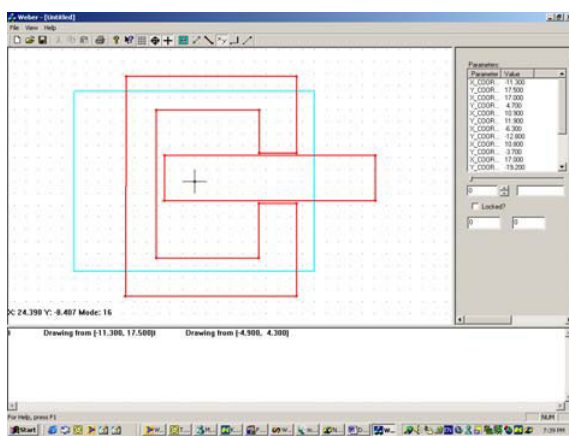 Weber - [Untitled]
File View Help
Parameters:
Parameter Value
X_COOR... -11.300
Y_COOR... 17.500
X_COOR... 17.000
Y_COOR... 4.700
X_COOR... 10.900
Y_COOR... 11.900
X_COOR... 6.300
Y_COOR... -12.800
X_COOR... 10.800
Y_COOR... -3.700
X_COOR... 17.000
Y_COOR... -19.200
0
Locked?
0 0
X: 24.390 Y: -8.407 Mode: 16
Drawing from (-11.300, 17.500) Drawing from (-4.900, 4.300)
For Help, press F1 NUM
Start 7:39 PM